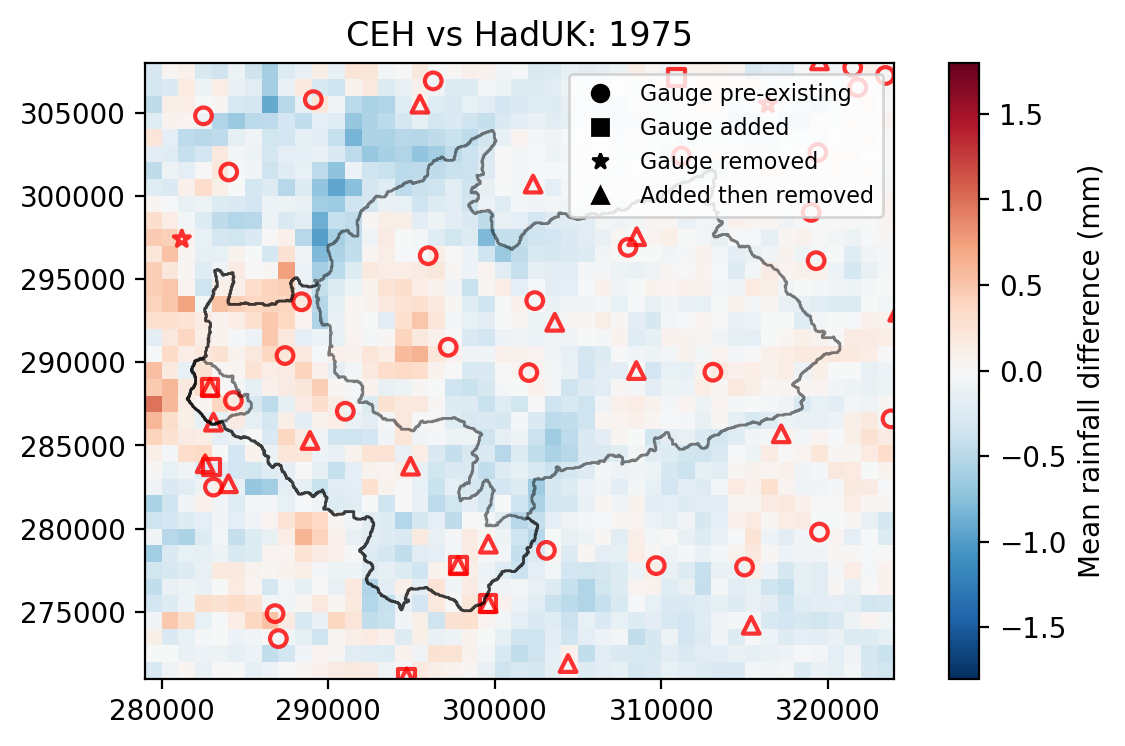 CEH vs HadUK: 1975
Gauge pre-existing
Gauge added
Gauge removed
Added then removed
305000
300000
295000
290000
285000
280000
275000
280000 290000 300000 310000 320000
1.5
1.0
0.5
0.0
−0.5
−1.0
−1.5
Mean rainfall difference (mm)